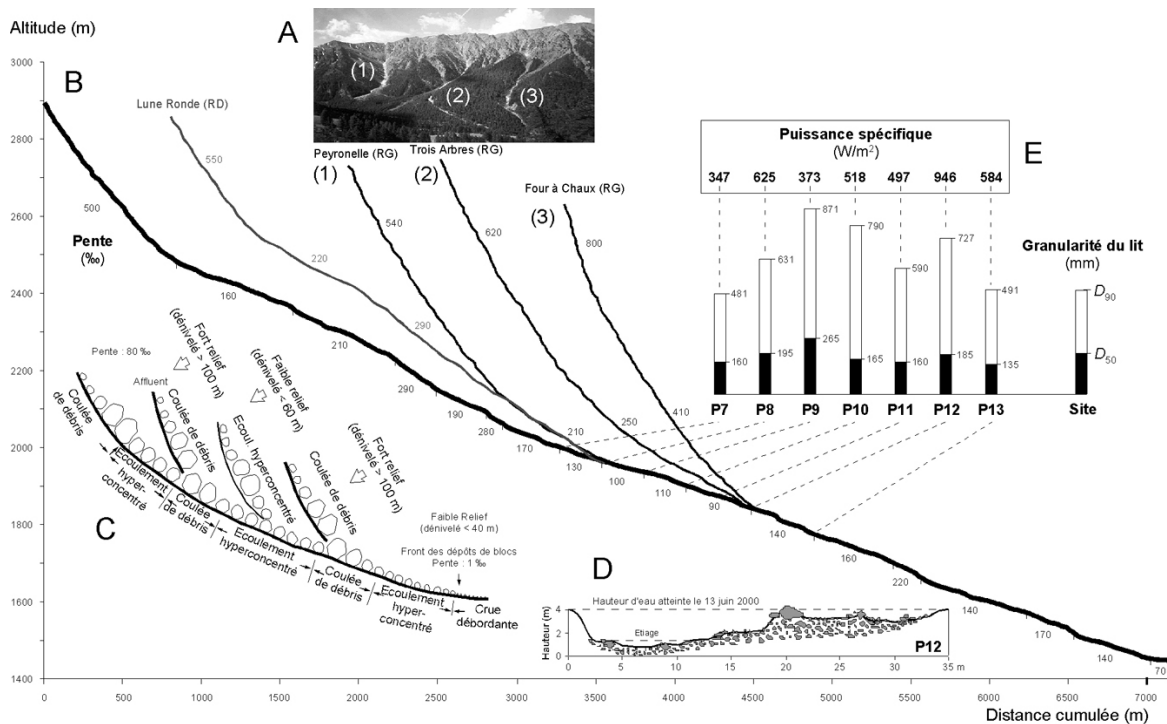 Altitude (m)
A
(1)
(2)
(3)
B
3000
2800
2600
2400
2200
2000
1800
1600
1400
0
500
1000
1500
2000
2500
3000
3500
4000
4500
5000
5500
6000
6500
7000
Distance cumulée (m)
Pente
(‰)
500
160
210
290
190
280
170
130
100
110
90
140
160
220
140
170
140
70
Lune Ronde (RD)
550
220
290
210
Peyronelle (RG)
(1)
540
Trois Arbres (RG)
(2)
620
250
Four à Chaux (RG)
(3)
800
410
E
Puissance spécifique
(W/m²)
347 625 373 518 497 946 584
481
160
631
195
871
265
790
165
590
160
727
185
491
135
P7 P8 P9 P10 P11 P12 P13
Granularité du lit
(mm)
D90
D50
Site
C
Pente : 80 ‰
Affluent
Fort relief
(dénivelé > 100 m)
Faible relief
(dénivelé < 60 m)
Fort relief
(dénivelé > 100 m)
Faible Relief
(dénivelé < 40 m)
Front des dépôts de blocs
Pente : 1 ‰
Coulée
de débris
Coulée de débris
Ecoul. hyperconcentré
Coulée de débris
Ecoulement
hyper-
concentré
Coulée
de débris
Ecoulement
hyperconcentré
Coulée
de débris
Ecoulement
hyper-
concentré
Crue
débordante
D
Hauteur d'eau atteinte le 13 juin 2000
Etiage
Hauteur (m)
4
2
0
0 5 10 15 20 25 30 35 m
P12